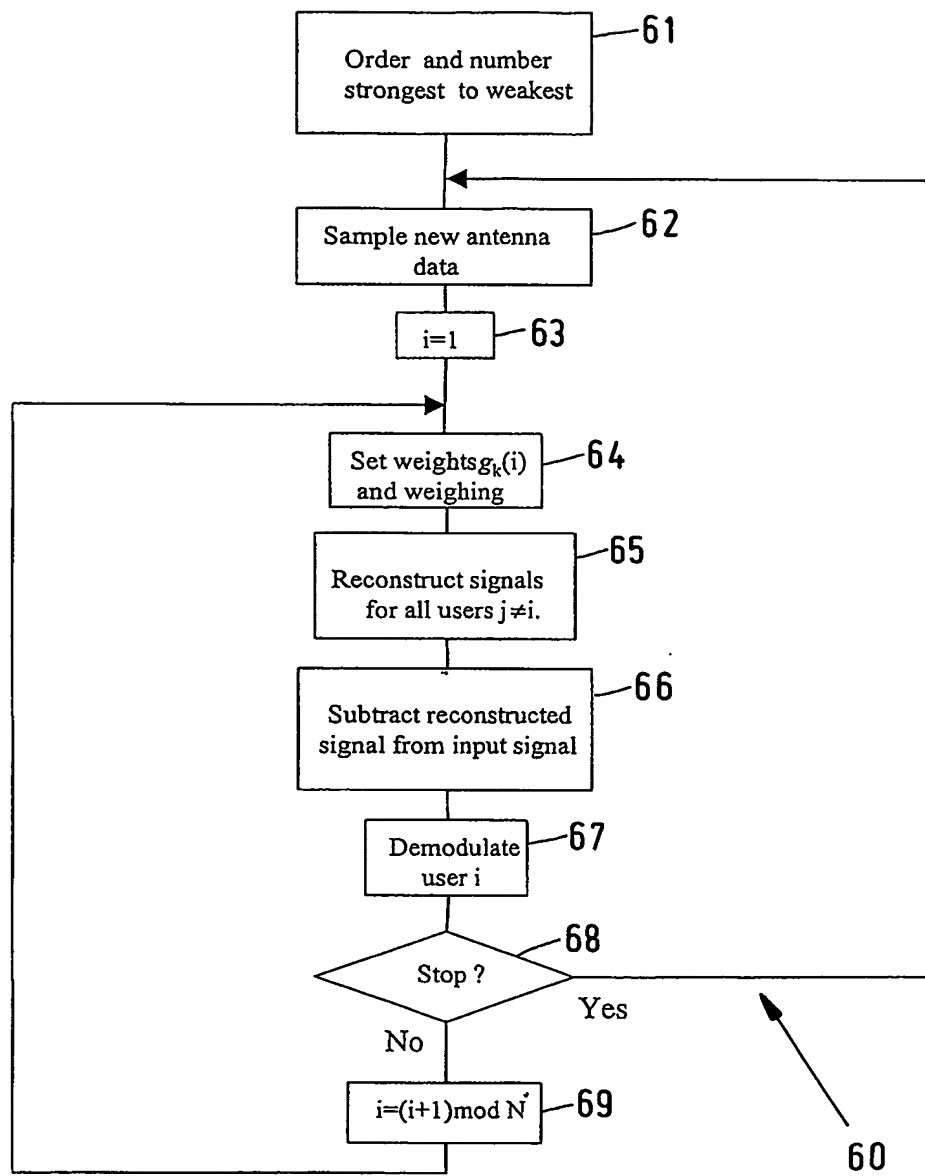 61
Order and number
strongest to weakest
62
Sample new antenna
data
i=1
63
Set weightsgₖ(i)
and weighing
64
65
Reconstruct signals
for all users j≠i.
66
Subtract reconstructed
signal from input signal
67
Demodulate
user i
68
Stop ?
Yes
No
i=(i+1)mod N
69
60